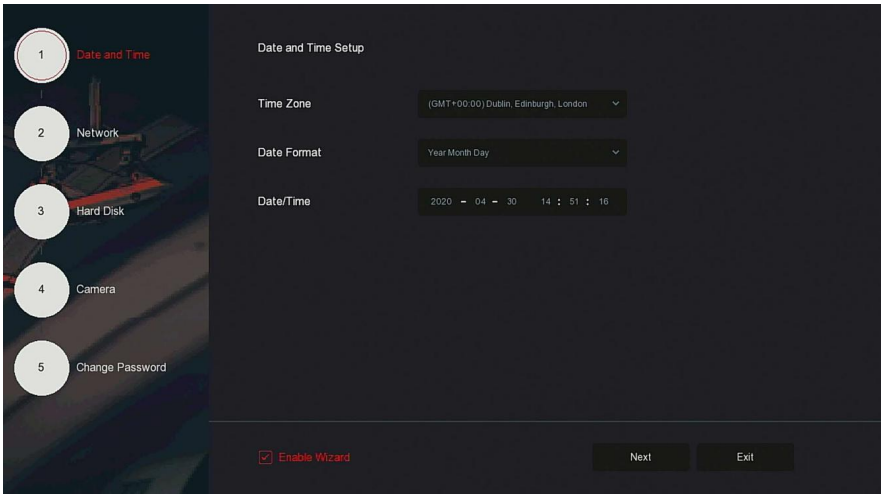 1 Date and Time
2 Network
3 Hard Disk
4 Camera
5 Change Password
Date and Time Setup
Time Zone (GMT+00:00) Dublin, Edinburgh, London
Date Format Year Month Day
Date/Time 2020 - 04 - 30 14 : 51 : 16
Enable Wizard Next Exit